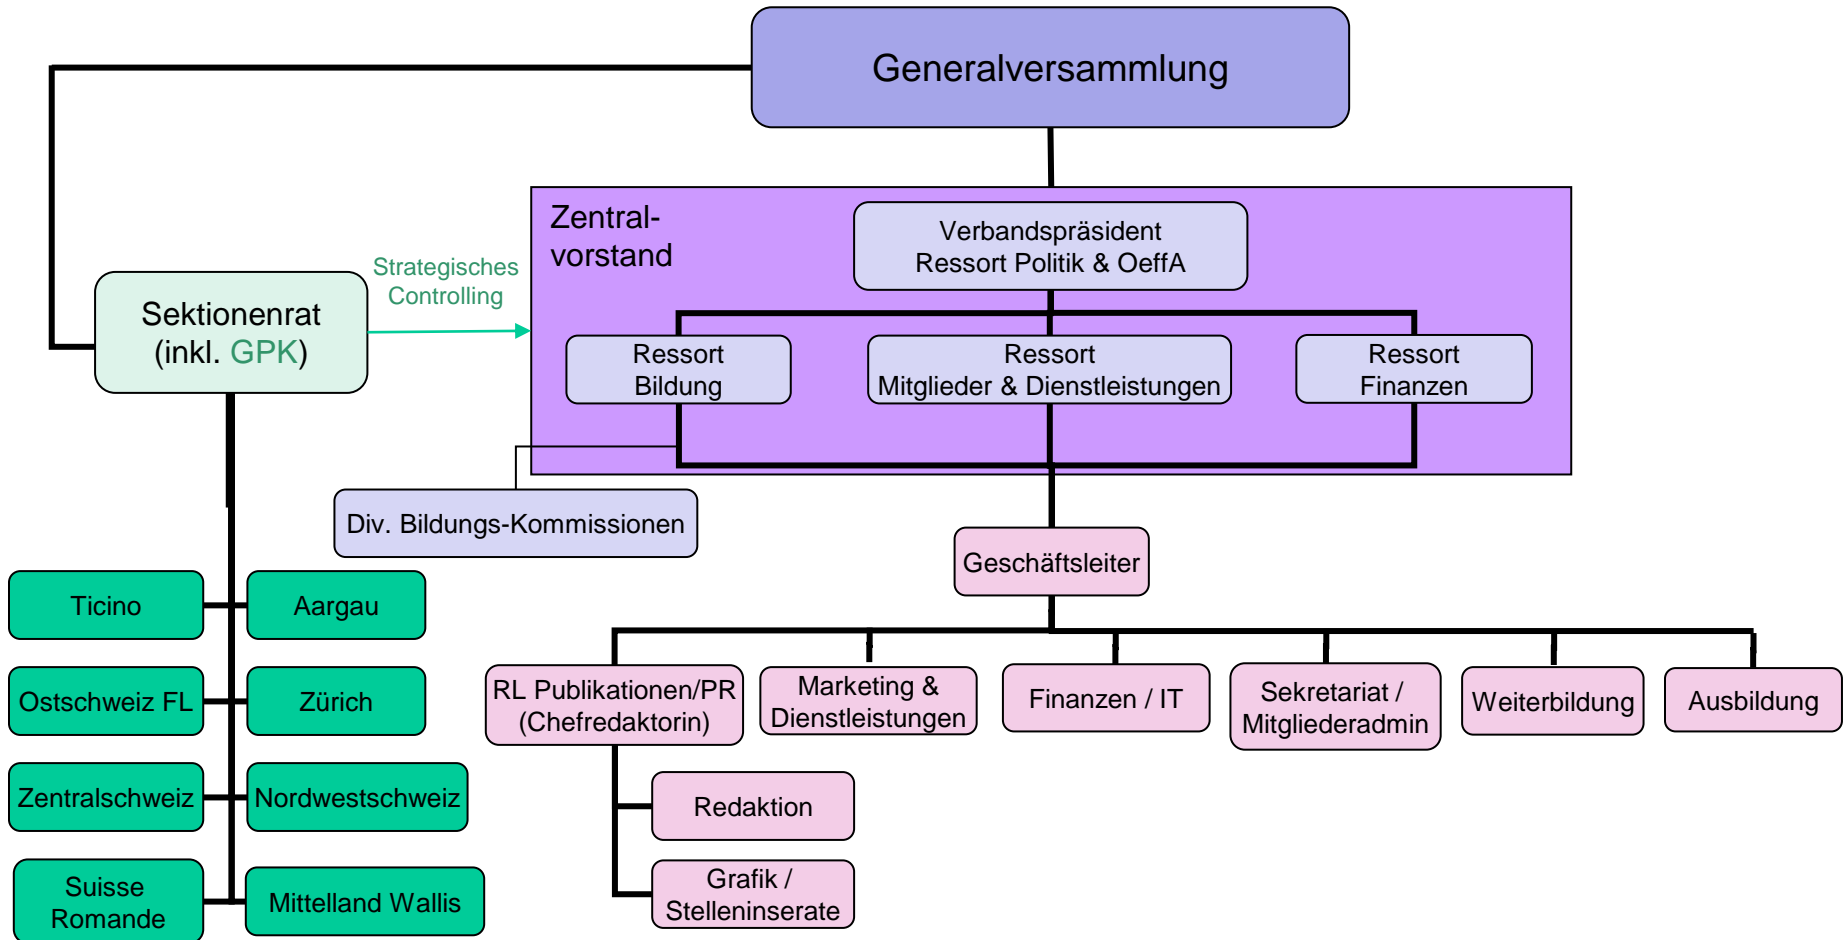 Generalversammlung
Zentral-
vorstand
Verbandspräsident
Ressort Politik & OeffA
Strategisches
Controlling
Sektionenrat
(inkl. GPK)
Ressort
Bildung
Ressort
Mitglieder & Dienstleistungen
Ressort
Finanzen
Div. Bildungs-Kommissionen
Geschäftsleiter
Ticino
Aargau
Ostschweiz FL
Zürich
Zentralschweiz
Nordwestschweiz
Suisse
Romande
Mittelland Wallis
RL Publikationen/PR
(Chefredaktorin)
Marketing &
Dienstleistungen
Finanzen / IT
Sekretariat /
Mitgliederadmin
Weiterbildung
Ausbildung
Redaktion
Grafik /
Stelleninserate